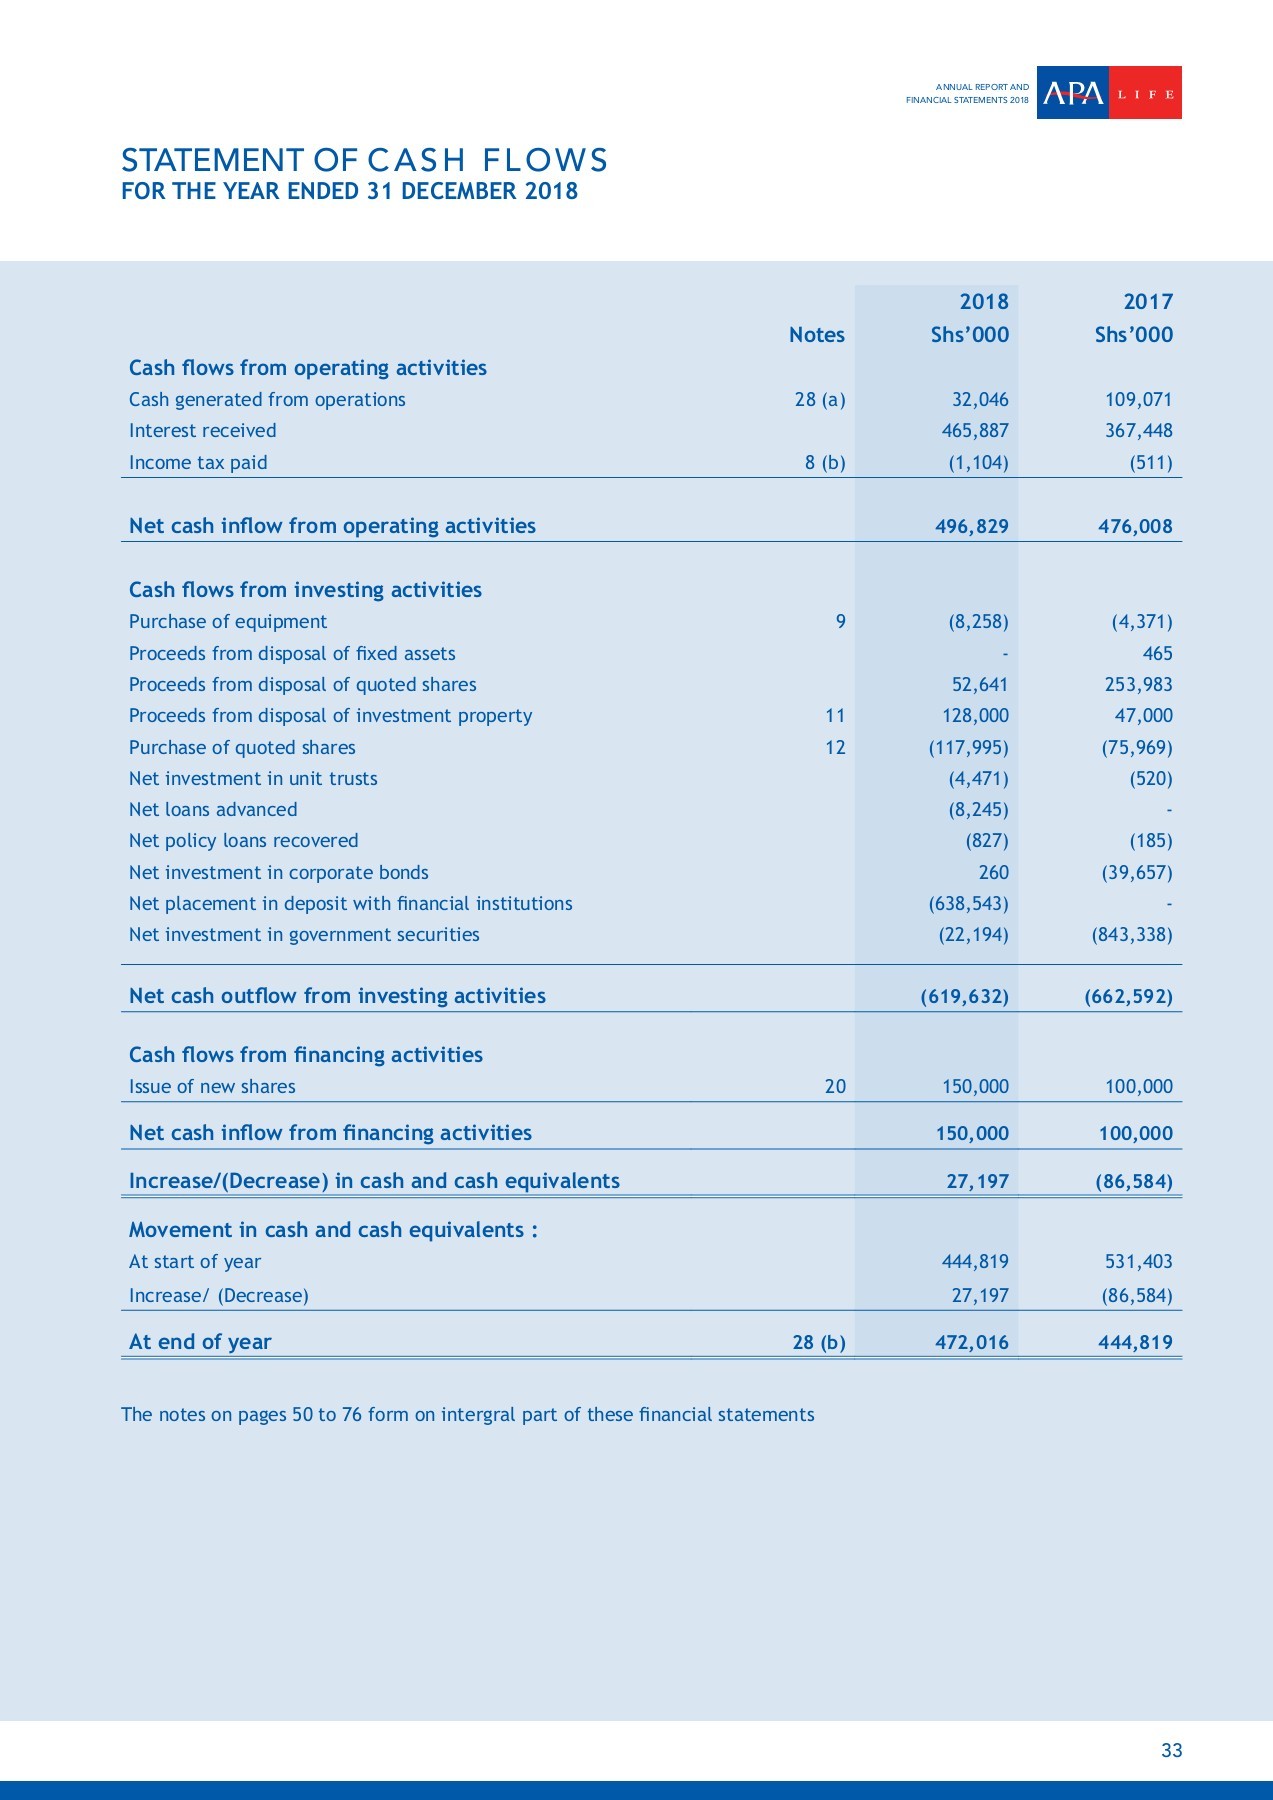 ANNUAL REPORT AND
FINANCIAL STATEMENTS 2018
APA LIFE
STATEMENT OF CASH FLOWS
FOR THE YEAR ENDED 31 DECEMBER 2018
2018 2017
Notes Shs’000 Shs’000
Cash flows from operating activities
Cash generated from operations 28 (a) 32,046 109,071
Interest received 465,887 367,448
Income tax paid 8 (b) (1,104) (511)
Net cash inflow from operating activities 496,829 476,008
Cash flows from investing activities
Purchase of equipment 9 (8,258) (4,371)
Proceeds from disposal of fixed assets - 465
Proceeds from disposal of quoted shares 52,641 253,983
Proceeds from disposal of investment property 11 128,000 47,000
Purchase of quoted shares 12 (117,995) (75,969)
Net investment in unit trusts (4,471) (520)
Net loans advanced (8,245) -
Net policy loans recovered (827) (185)
Net investment in corporate bonds 260 (39,657)
Net placement in deposit with financial institutions (638,543) -
Net investment in government securities (22,194) (843,338)
Net cash outflow from investing activities (619,632) (662,592)
Cash flows from financing activities
Issue of new shares 20 150,000 100,000
Net cash inflow from financing activities 150,000 100,000
Increase/(Decrease) in cash and cash equivalents 27,197 (86,584)
Movement in cash and cash equivalents :
At start of year 444,819 531,403
Increase/ (Decrease) 27,197 (86,584)
At end of year 28 (b) 472,016 444,819
The notes on pages 50 to 76 form on intergral part of these financial statements
33